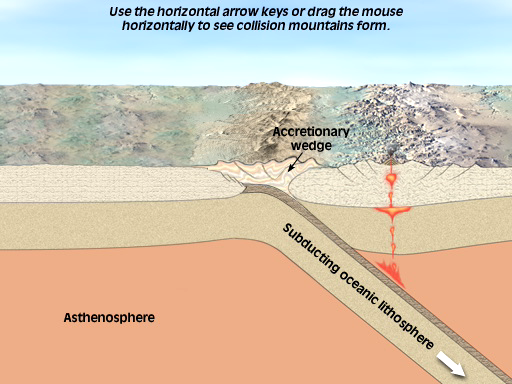 Use the horizontal arrow keys or drag the mouse
horizontally to see collision mountains form.
Accretionary
wedge
Subducting oceanic lithosphere
Asthenosphere